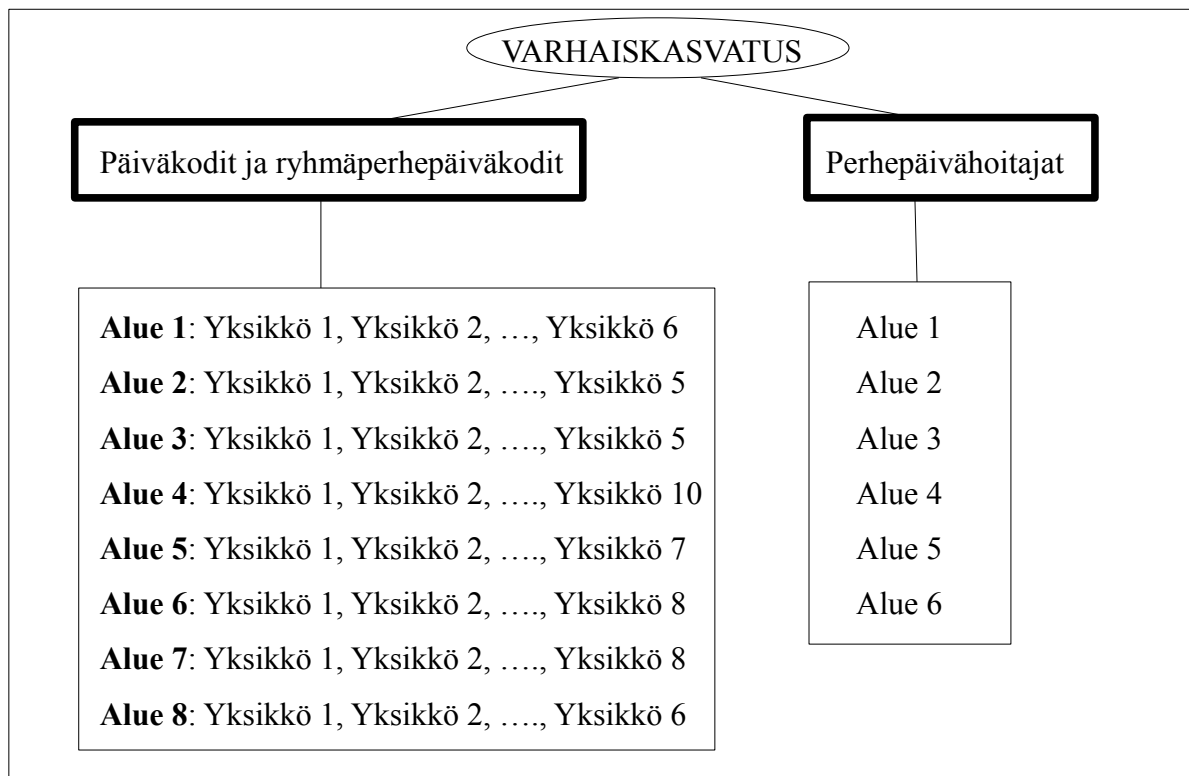 VARHAISKASVATUS
Päiväkodit ja ryhmäperhepäiväkodit
Perhepäivähoitajat
Alue 1: Yksikkö 1, Yksikkö 2, …, Yksikkö 6
Alue 2: Yksikkö 1, Yksikkö 2, …., Yksikkö 5
Alue 3: Yksikkö 1, Yksikkö 2, …., Yksikkö 5
Alue 4: Yksikkö 1, Yksikkö 2, …., Yksikkö 10
Alue 5: Yksikkö 1, Yksikkö 2, …., Yksikkö 7
Alue 6: Yksikkö 1, Yksikkö 2, …., Yksikkö 8
Alue 7: Yksikkö 1, Yksikkö 2, …., Yksikkö 8
Alue 8: Yksikkö 1, Yksikkö 2, …., Yksikkö 6
Alue 1
Alue 2
Alue 3
Alue 4
Alue 5
Alue 6